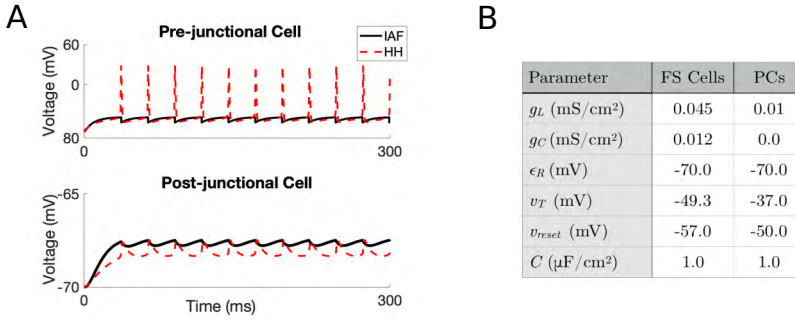 A
Pre-junctional Cell
60
0
80
Voltage (mV)
IAF
HH
0
300
Post-junctional Cell
-65
-70
Voltage (mV)
0
300
Time (ms)
B
Parameter FS Cells PCs
g_L (mS/cm²) 0.045 0.01
g_C (mS/cm²) 0.012 0.0
ϵ_R (mV) -70.0 -70.0
v_T (mV) -49.3 -37.0
v_reset (mV) -57.0 -50.0
C (µF/cm²) 1.0 1.0